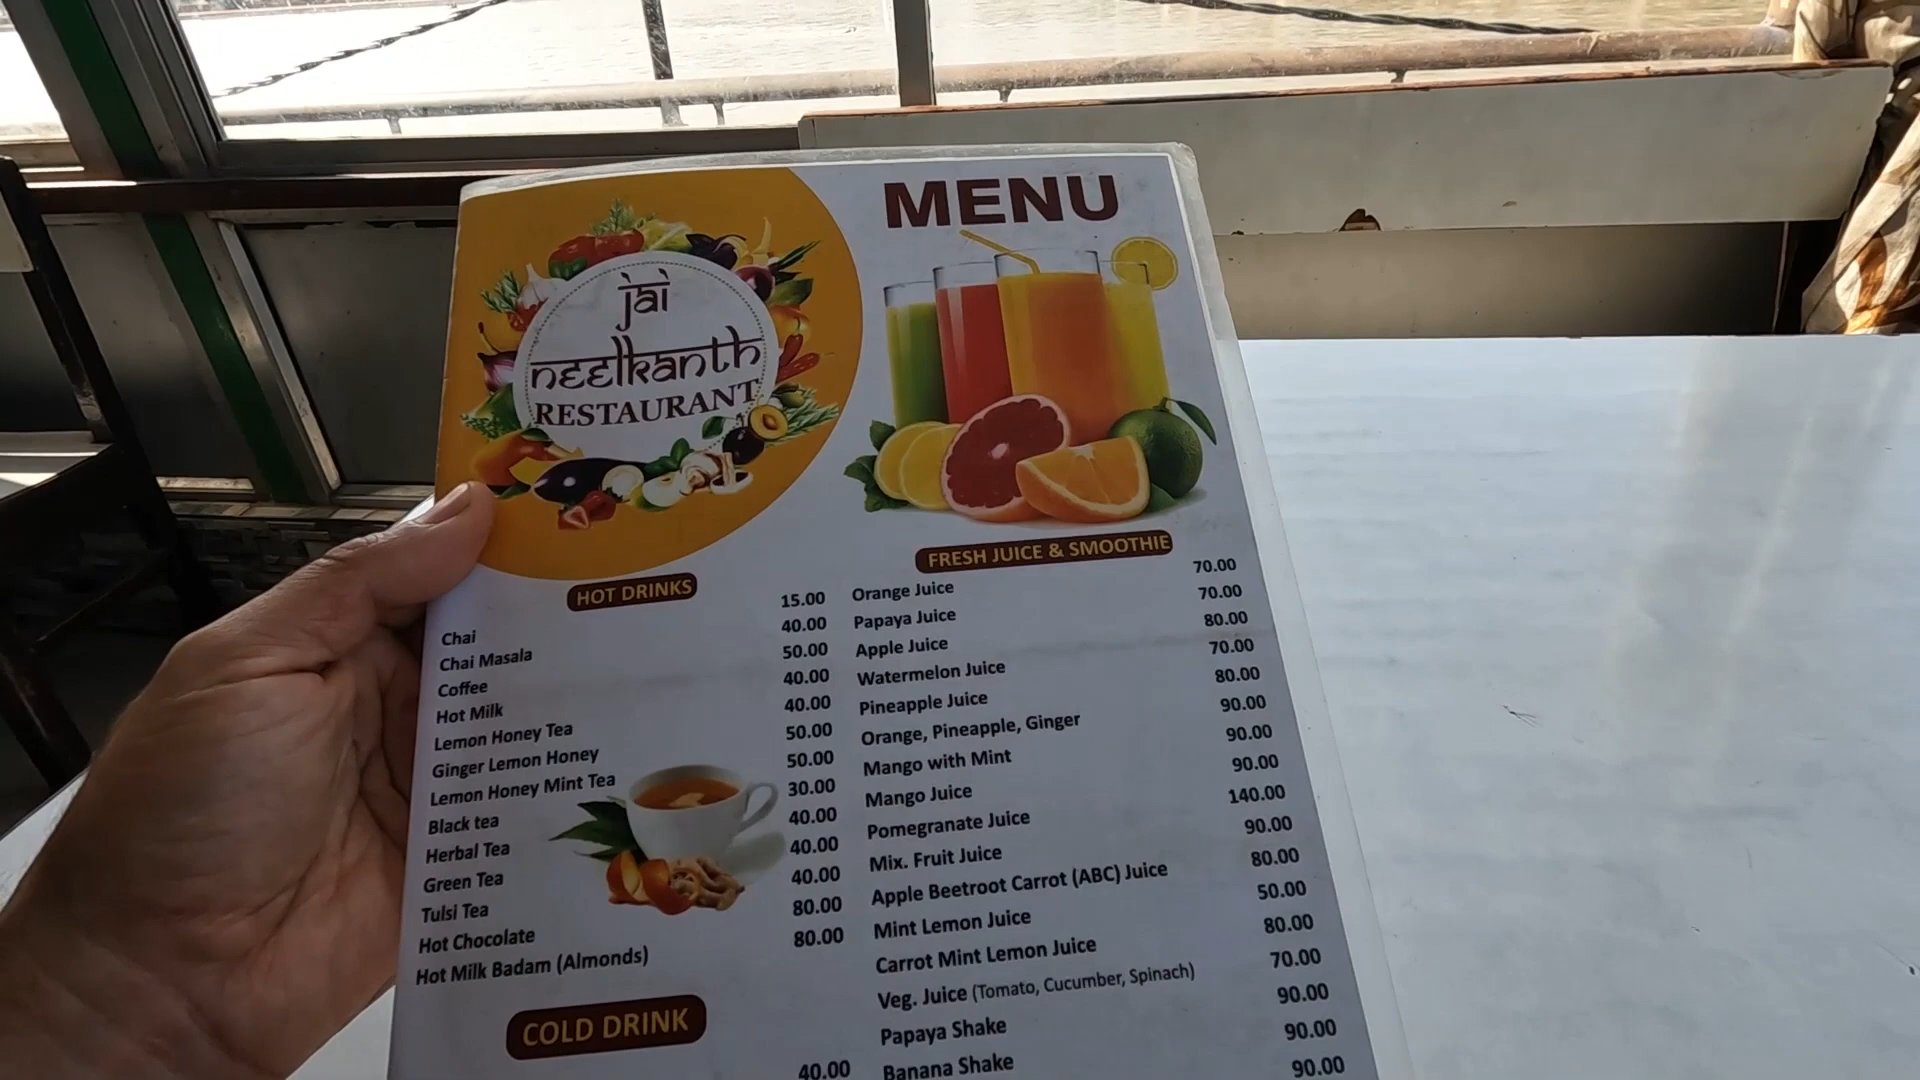 jai
neelkanth
RESTAURANT
MENU
HOT DRINKS
Chai 15.00
Chai Masala 40.00
Coffee 50.00
Hot Milk 40.00
Lemon Honey Tea 40.00
Ginger Lemon Honey 50.00
Lemon Honey Mint Tea 50.00
Black tea 30.00
Herbal Tea 40.00
Green Tea 40.00
Tulsi Tea 40.00
Hot Chocolate 80.00
Hot Milk Badam (Almonds) 80.00
COLD DRINK
40.00
FRESH JUICE & SMOOTHIE
Orange Juice 70.00
Papaya Juice 70.00
Apple Juice 80.00
Watermelon Juice 70.00
Pineapple Juice 80.00
Orange, Pineapple, Ginger 90.00
Mango with Mint 90.00
Mango Juice 90.00
Pomegranate Juice 140.00
Mix. Fruit Juice 90.00
Apple Beetroot Carrot (ABC) Juice 80.00
Mint Lemon Juice 50.00
Carrot Mint Lemon Juice 80.00
Veg. Juice (Tomato, Cucumber, Spinach) 70.00
Papaya Shake 90.00
Banana Shake 90.00
90.00